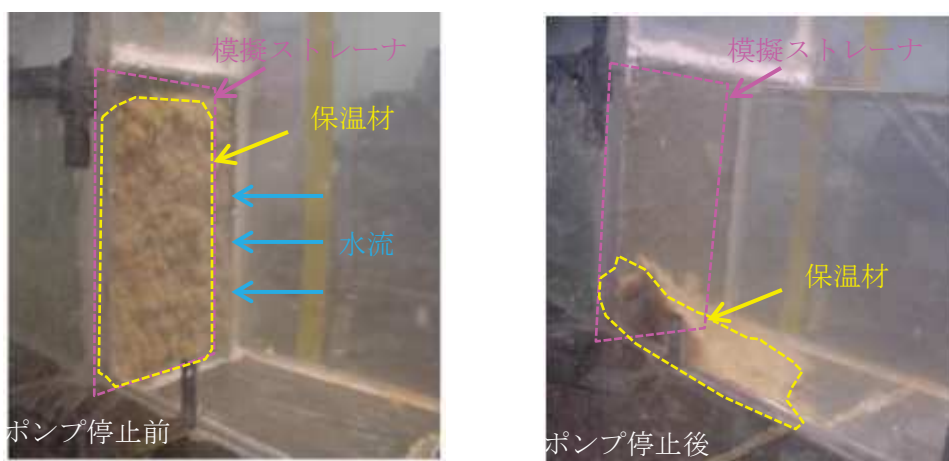 模擬ストレーナ
保温材
水流
ポンプ停止前
模擬ストレーナ
保温材
ポンプ停止後